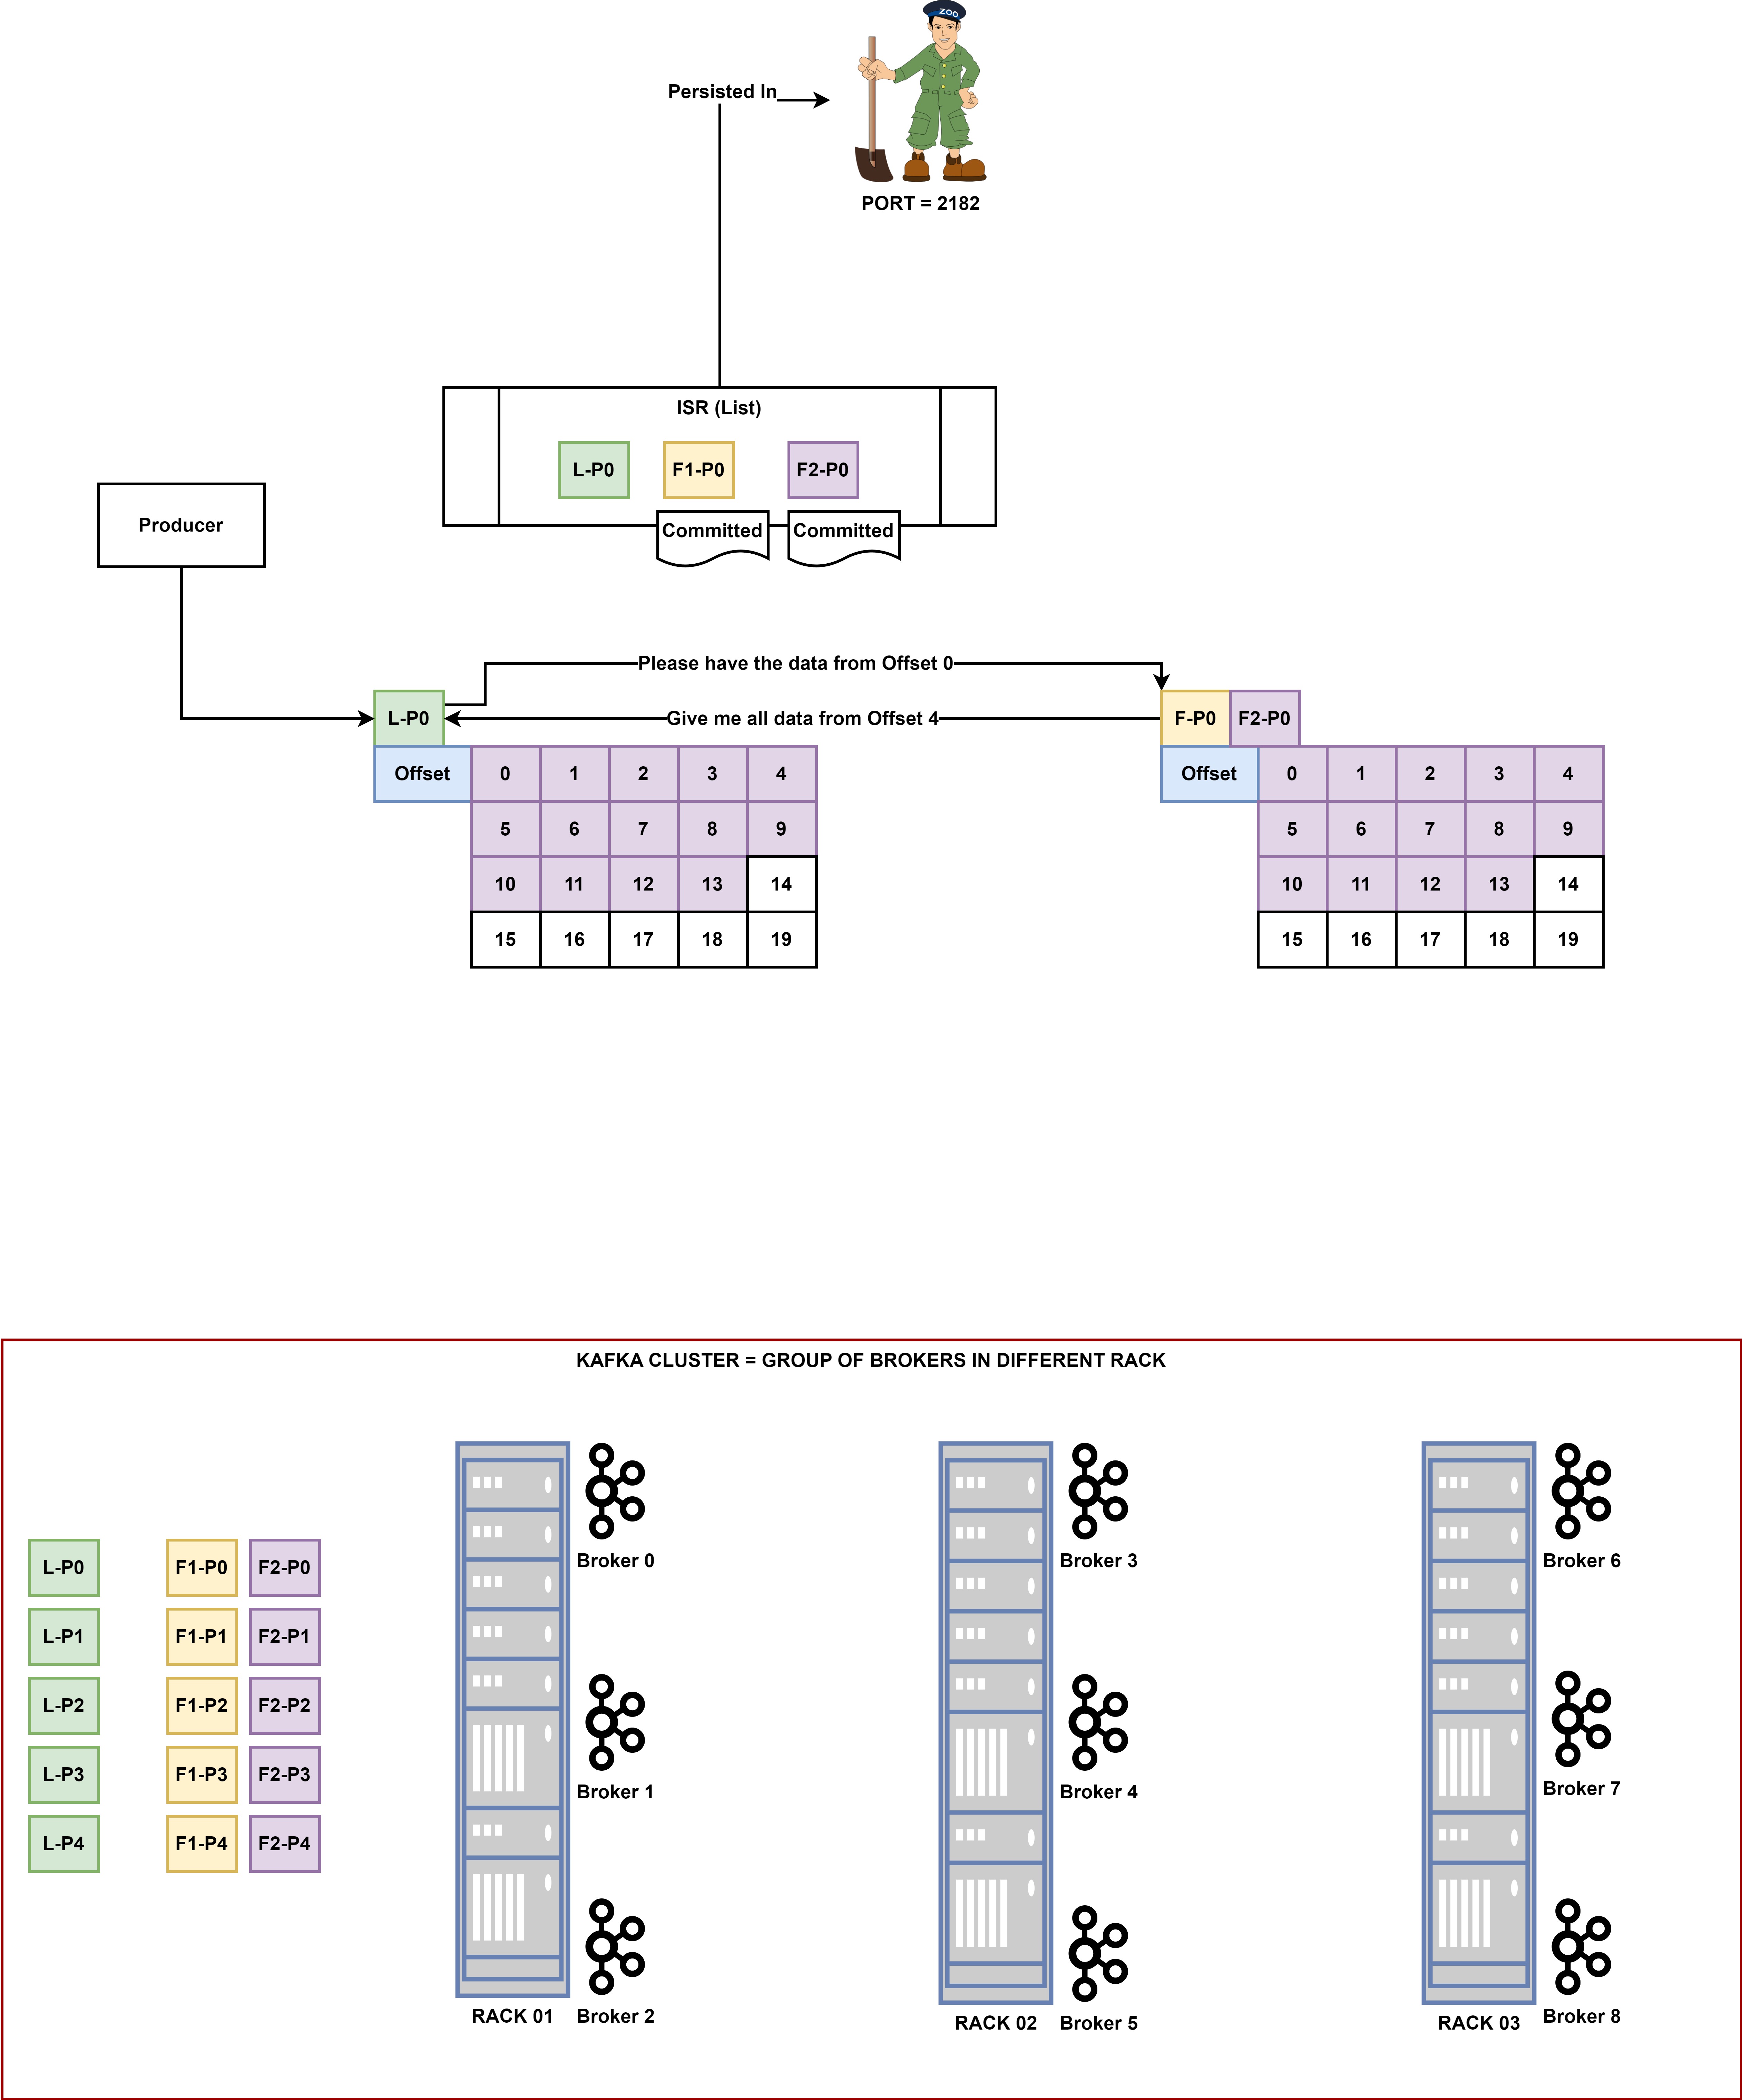 ZOO
Persisted In
PORT = 2182
ISR (List)
L-P0
F1-P0
F2-P0
Committed
Committed
Producer
Please have the data from Offset 0
Give me all data from Offset 4
L-P0
F-P0
F2-P0
Offset
0 1 2 3 4
5 6 7 8 9
10 11 12 13 14
15 16 17 18 19
Offset
0 1 2 3 4
5 6 7 8 9
10 11 12 13 14
15 16 17 18 19
KAFKA CLUSTER = GROUP OF BROKERS IN DIFFERENT RACK
L-P0 F1-P0 F2-P0
L-P1 F1-P1 F2-P1
L-P2 F1-P2 F2-P2
L-P3 F1-P3 F2-P3
L-P4 F1-P4 F2-P4
Broker 0
Broker 1
Broker 2
RACK 01
Broker 3
Broker 4
Broker 5
RACK 02
Broker 6
Broker 7
Broker 8
RACK 03